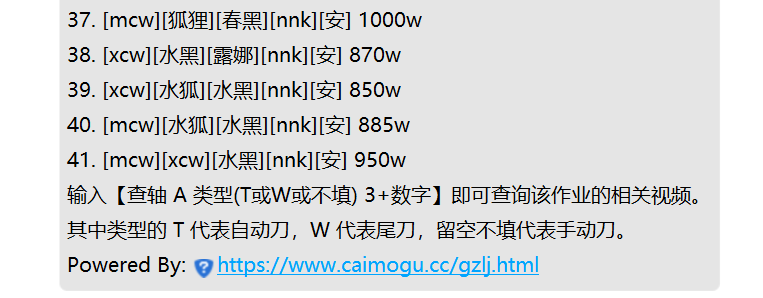 37. [mcw][狐狸][春黑][nnk][安] 1000w
38. [xcw][水黑][露娜][nnk][安] 870w
39. [xcw][水狐][水黑][nnk][安] 850w
40. [mcw][水狐][水黑][nnk][安] 885w
41. [mcw][xcw][水黑][nnk][安] 950w
输入【查轴 A 类型(T或W或不填) 3+数字】即可查询该作业的相关视频。
其中类型的 T 代表自动刀，W 代表尾刀，留空不填代表手动刀。
Powered By: https://www.caimogu.cc/gzlj.html